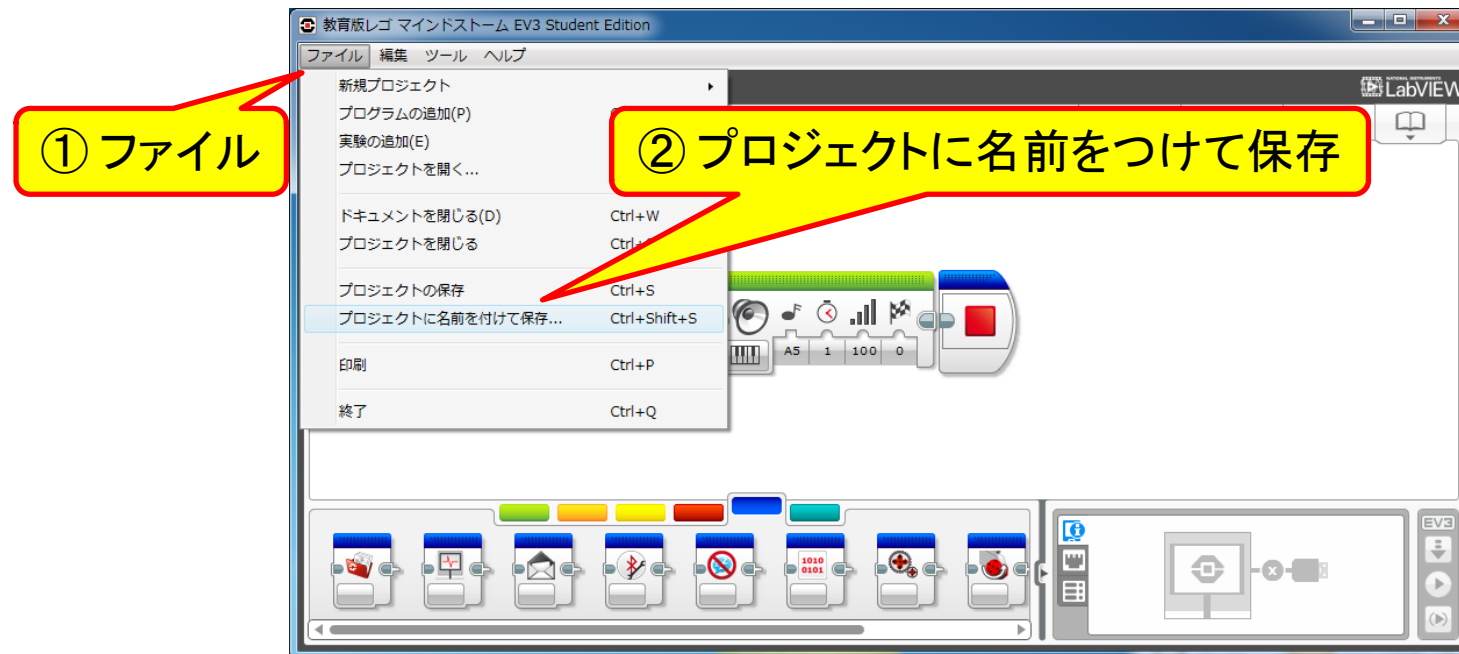 教育版レゴ マインドストーム EV3 Student Edition
ファイル 編集 ツール ヘルプ
NATIONAL INSTRUMENTS
LabVIEW
① ファイル
② プロジェクトに名前をつけて保存
新規プロジェクト
プログラムの追加(P)
実験の追加(E)
プロジェクトを開く...
ドキュメントを閉じる(D) Ctrl+W
プロジェクトを閉じる
プロジェクトの保存 Ctrl+S
プロジェクトに名前を付けて保存... Ctrl+Shift+S
印刷 Ctrl+P
終了 Ctrl+Q
A5 1 100 0
1010
0101
EV3